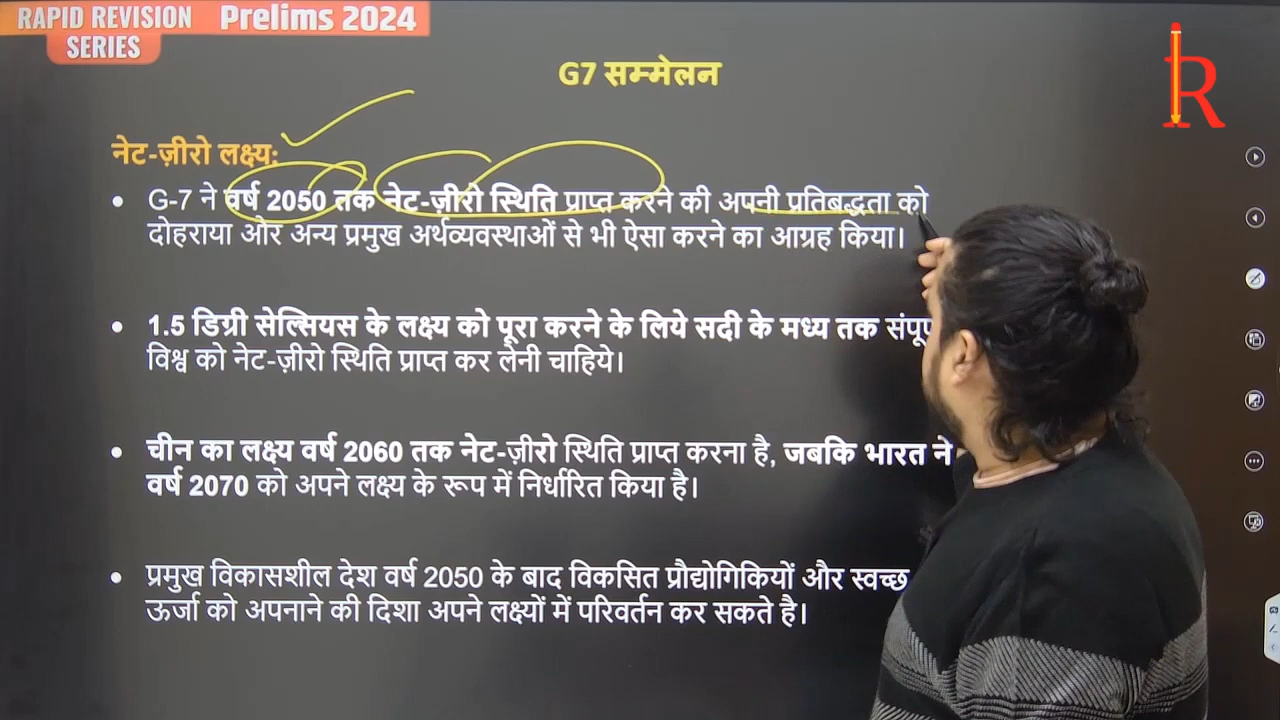 RAPID REVISION Prelims 2024
SERIES
R
G7 सम्मेलन
नेट-ज़ीरो लक्ष्य:
• G-7 ने वर्ष 2050 तक नेट-ज़ीरो स्थिति प्राप्त करने की अपनी प्रतिबद्धता को
दोहराया और अन्य प्रमुख अर्थव्यवस्थाओं से भी ऐसा करने का आग्रह किया।
• 1.5 डिग्री सेल्सियस के लक्ष्य को पूरा करने के लिये सदी के मध्य तक
विश्व को नेट-ज़ीरो स्थिति प्राप्त कर लेनी चाहिये।
• चीन का लक्ष्य वर्ष 2060 तक नेट-ज़ीरो स्थिति प्राप्त करना है, जबकि भारत ने
वर्ष 2070 को अपने लक्ष्य के रूप में निर्धारित किया है।
• प्रमुख विकासशील देश वर्ष 2050 के बाद विकसित प्रौद्योगिकियों और स्वच्छ
ऊर्जा को अपनाने की दिशा अपने लक्ष्यों में परिवर्तन कर सकते है।